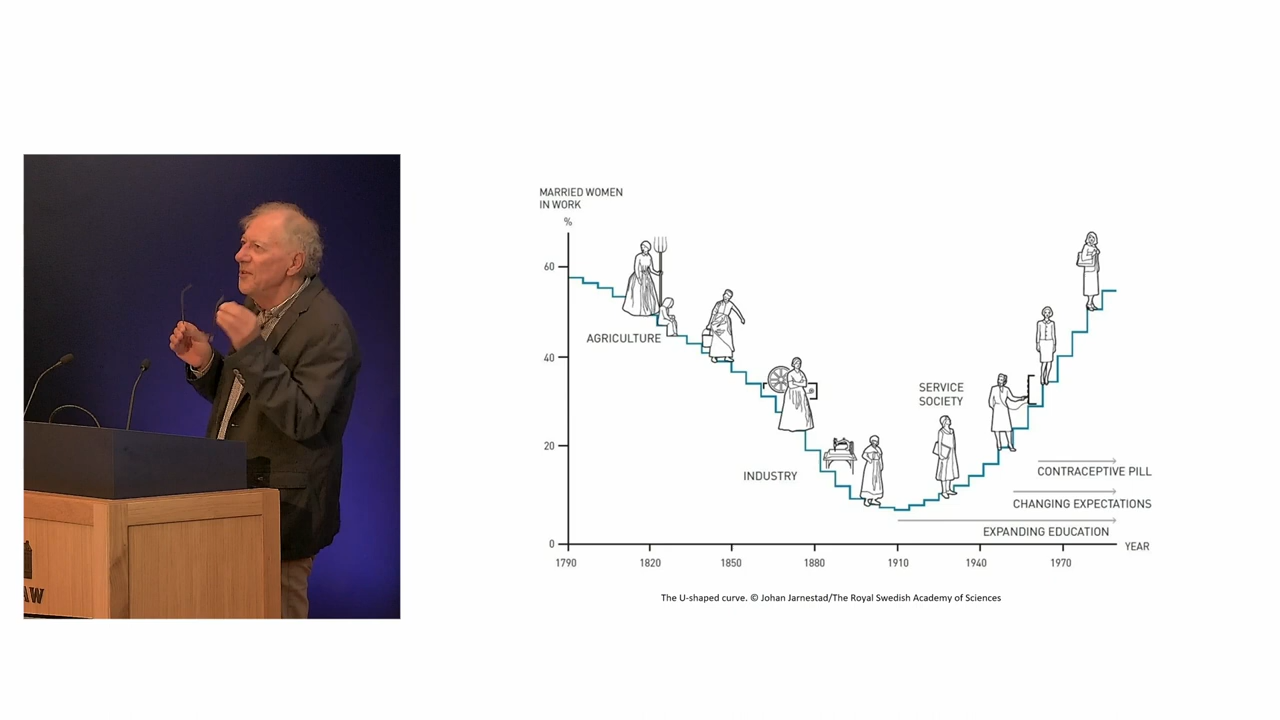 MARRIED WOMEN
IN WORK
%
60
40
20
0
AGRICULTURE
INDUSTRY
SERVICE
SOCIETY
CONTRACEPTIVE PILL
CHANGING EXPECTATIONS
EXPANDING EDUCATION
YEAR
1790
1820
1850
1880
1910
1940
1970
The U-shaped curve. © Johan Jarnestad/The Royal Swedish Academy of Sciences
AW